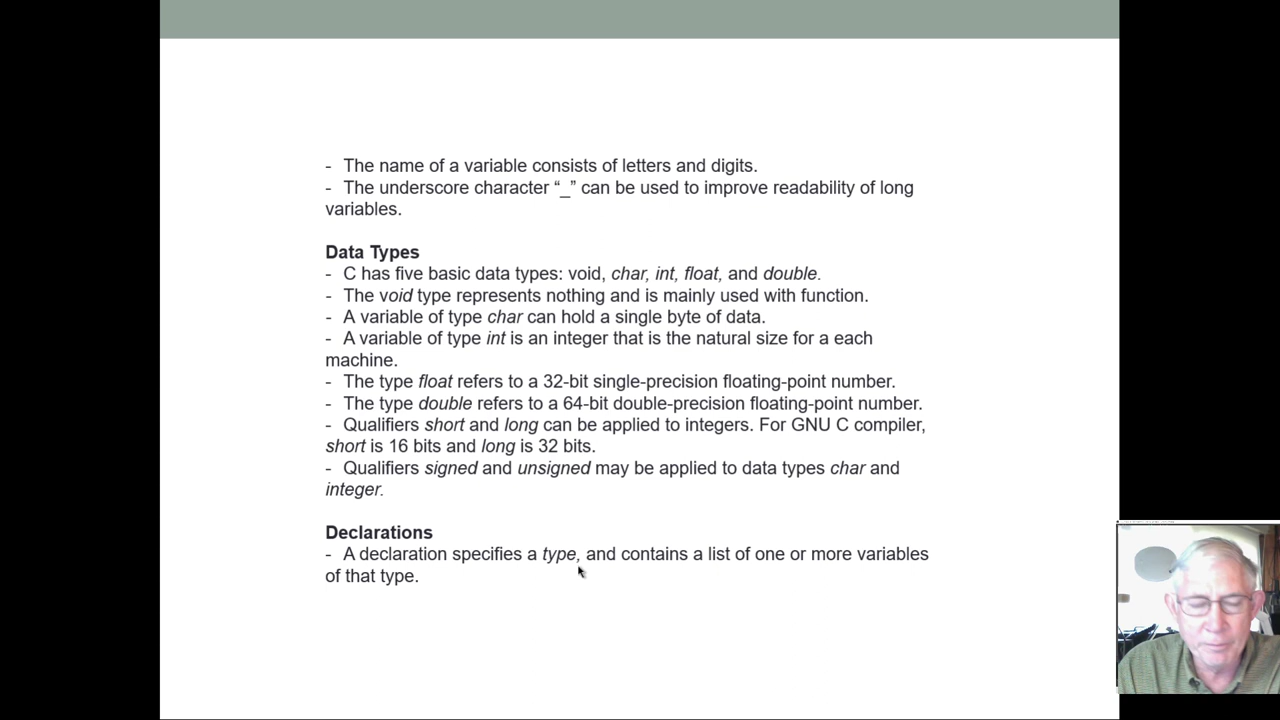 - The name of a variable consists of letters and digits.
- The underscore character “_” can be used to improve readability of long
variables.
Data Types
- C has five basic data types: void, char, int, float, and double.
- The void type represents nothing and is mainly used with function.
- A variable of type char can hold a single byte of data.
- A variable of type int is an integer that is the natural size for a each
machine.
- The type float refers to a 32-bit single-precision floating-point number.
- The type double refers to a 64-bit double-precision floating-point number.
- Qualifiers short and long can be applied to integers. For GNU C compiler,
short is 16 bits and long is 32 bits.
- Qualifiers signed and unsigned may be applied to data types char and
integer.
Declarations
- A declaration specifies a type, and contains a list of one or more variables
of that type.